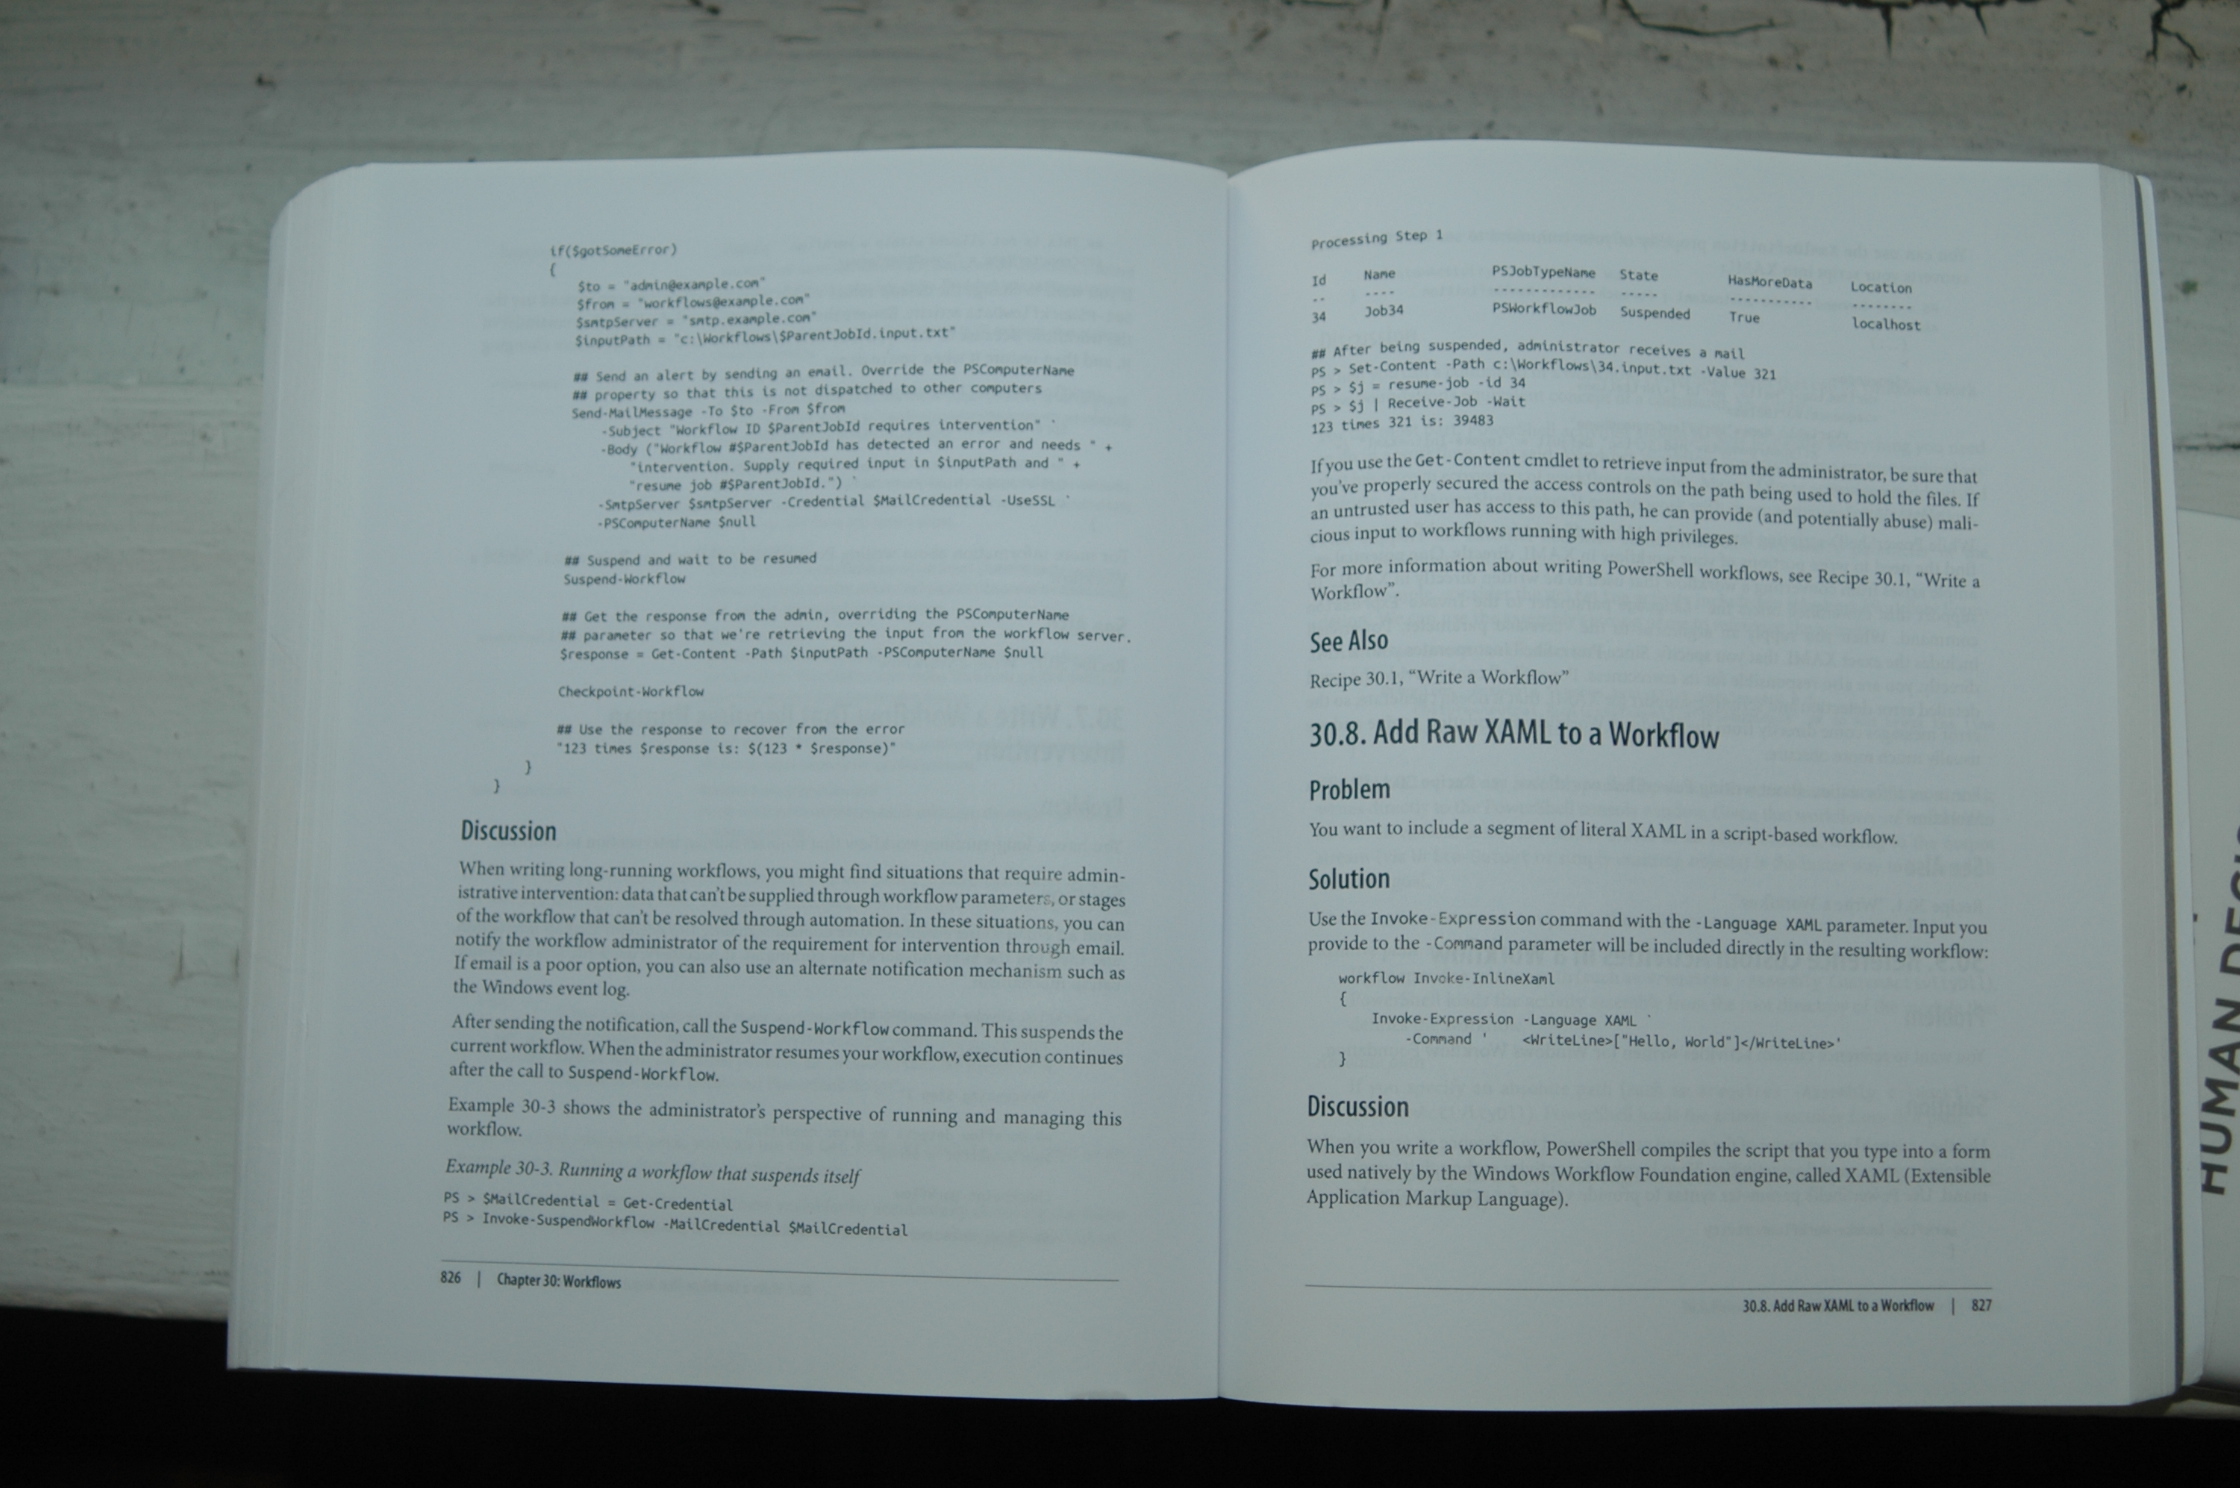 if($gotSomeError)
{
$to = "admin@example.com"
$from = "workflows@example.com"
$smtpServer = "smtp.example.com"
$inputPath = "c:\Workflows\$ParentJobId.input.txt"
## Send an alert by sending an email. Override the PSComputerName
## property so that this is not dispatched to other computers
Send-MailMessage -To $to -From $from
-Subject "Workflow ID $ParentJobId requires intervention" `
-Body ("Workflow #$ParentJobId has detected an error and needs " +
"intervention. Supply required input in $inputPath and " +
"resume job #$ParentJobId.") `
-SmtpServer $smtpServer -Credential $MailCredential -UseSSL `
-PSComputerName $null
## Suspend and wait to be resumed
Suspend-Workflow
## Get the response from the admin, overriding the PSComputerName
## parameter so that we're retrieving the input from the workflow server.
$response = Get-Content -Path $inputPath -PSComputerName $null
Checkpoint-Workflow
## Use the response to recover from the error
"123 times $response is: $(123 * $response)"
}
}
Discussion
When writing long-running workflows, you might find situations that require admin-
istrative intervention: data that can't be supplied through workflow parameters, or stages
of the workflow that can't be resolved through automation. In these situations, you can
notify the workflow administrator of the requirement for intervention through email.
If email is a poor option, you can also use an alternate notification mechanism such as
the Windows event log.
After sending the notification, call the Suspend-Workflow command. This suspends the
current workflow. When the administrator resumes your workflow, execution continues
after the call to Suspend-Workflow.
Example 30-3 shows the administrator's perspective of running and managing this
workflow.
Example 30-3. Running a workflow that suspends itself
PS > $MailCredential = Get-Credential
PS > Invoke-SuspendWorkflow -MailCredential $MailCredential
826 | Chapter 30: Workflows
Processing Step 1
Id Name PSJobTypeName State HasMoreData Location
-- ---- ------------- ----- ----------- --------
34 Job34 PSWorkflowJob Suspended True localhost
## After being suspended, administrator receives a mail
PS > Set-Content -Path c:\Workflows\34.input.txt -Value 321
PS > $j = resume-job -id 34
PS > $j | Receive-Job -Wait
123 times 321 is: 39483
If you use the Get-Content cmdlet to retrieve input from the administrator, be sure that
you've properly secured the access controls on the path being used to hold the files. If
an untrusted user has access to this path, he can provide (and potentially abuse) mali-
cious input to workflows running with high privileges.
For more information about writing PowerShell workflows, see Recipe 30.1, “Write a
Workflow”.
See Also
Recipe 30.1, “Write a Workflow”
30.8. Add Raw XAML to a Workflow
Problem
You want to include a segment of literal XAML in a script-based workflow.
Solution
Use the Invoke-Expression command with the -Language XAML parameter. Input you
provide to the -Command parameter will be included directly in the resulting workflow:
workflow Invoke-InlineXaml
{
Invoke-Expression -Language XAML `
-Command ' <WriteLine>["Hello, World"]</WriteLine>'
}
Discussion
When you write a workflow, PowerShell compiles the script that you type into a form
used natively by the Windows Workflow Foundation engine, called XAML (Extensible
Application Markup Language).
30.8. Add Raw XAML to a Workflow | 827
HUMAN